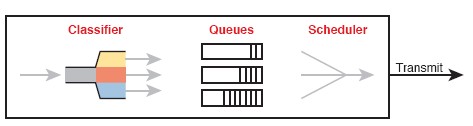 Classifier
Queues
Scheduler
Transmit